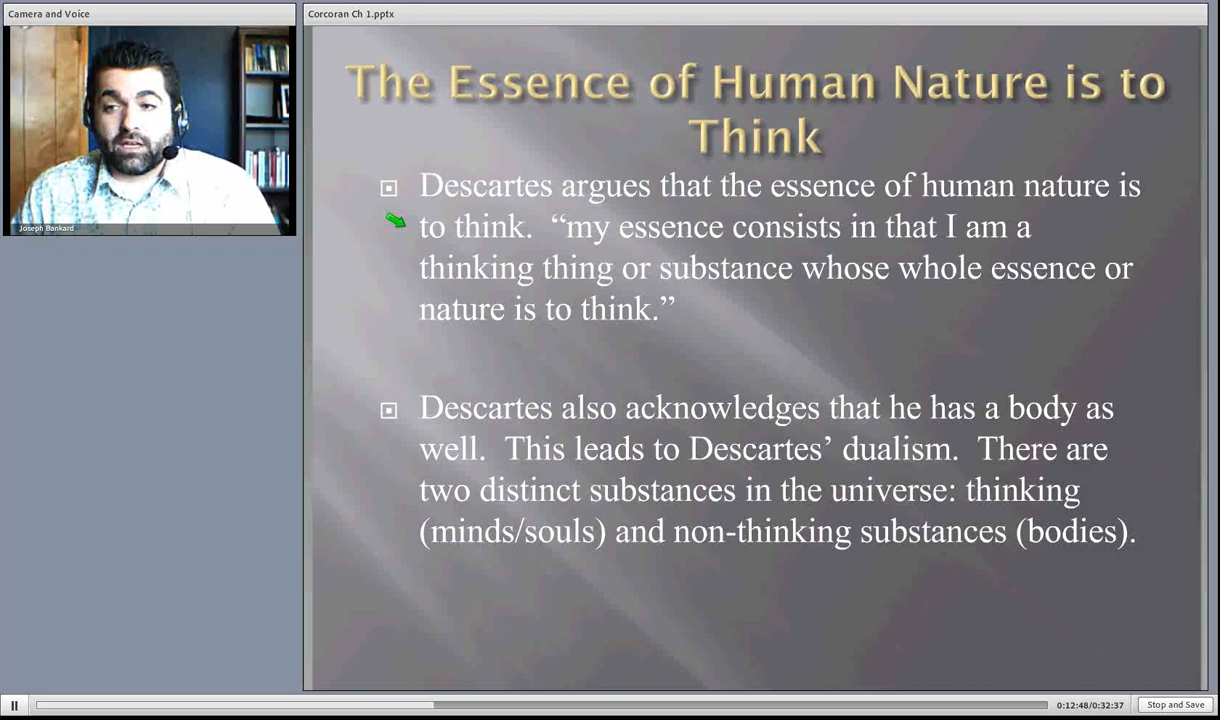 Camera and Voice
Joseph Bankard
Corcoran Ch 1.pptx
The Essence of Human Nature is to
Think
Descartes argues that the essence of human nature is
to think. “my essence consists in that I am a
thinking thing or substance whose whole essence or
nature is to think.”
Descartes also acknowledges that he has a body as
well. This leads to Descartes’ dualism. There are
two distinct substances in the universe: thinking
(minds/souls) and non-thinking substances (bodies).
0:12:48/0:32:37
Stop and Save